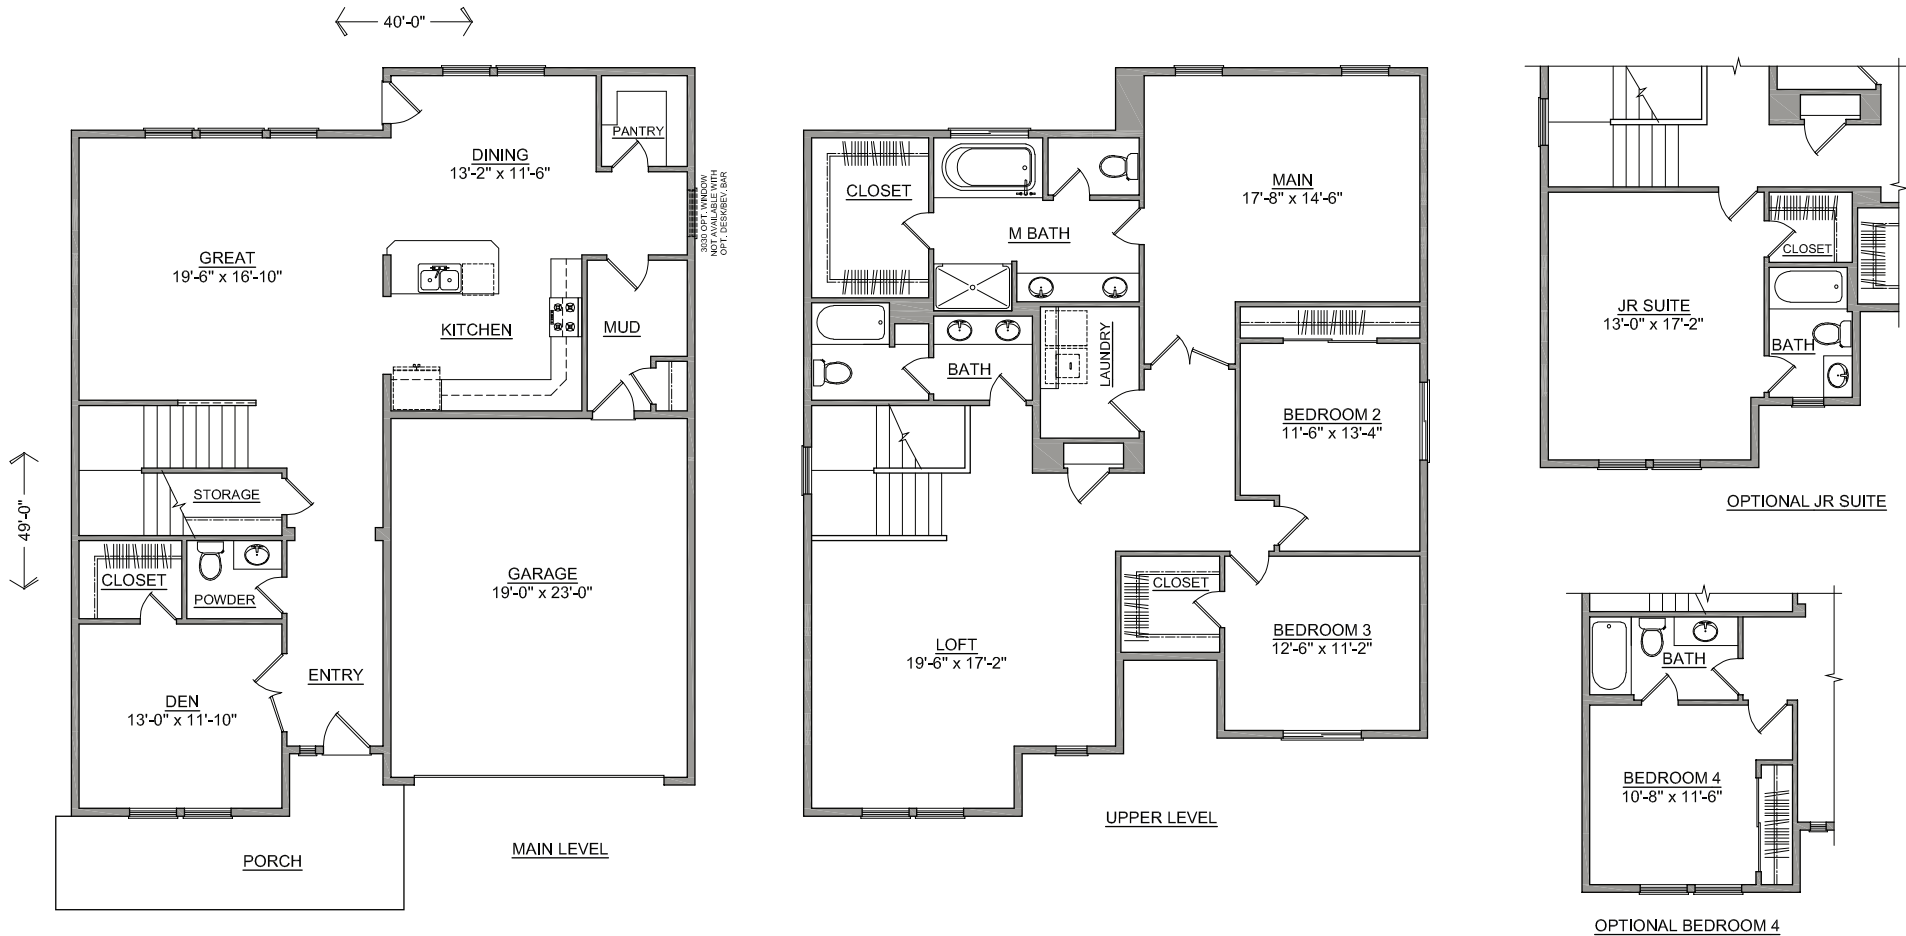 40'-0"
49'-0"
PANTRY
DINING
13'-2" x 11'-6"
3030 OPT. WINDOW
NOT AVAILABLE WITH
OPT. DESK/BEV. BAR
GREAT
19'-6" x 16'-10"
KITCHEN
MUD
STORAGE
CLOSET
POWDER
GARAGE
19'-0" x 23'-0"
ENTRY
DEN
13'-0" x 11'-10"
PORCH
MAIN LEVEL
CLOSET
M BATH
MAIN
17'-8" x 14'-6"
BATH
LAUNDRY
BEDROOM 2
11'-6" x 13'-4"
CLOSET
BEDROOM 3
12'-6" x 11'-2"
LOFT
19'-6" x 17'-2"
UPPER LEVEL
CLOSET
JR SUITE
13'-0" x 17'-2"
BATH
OPTIONAL JR SUITE
BATH
BEDROOM 4
10'-8" x 11'-6"
OPTIONAL BEDROOM 4